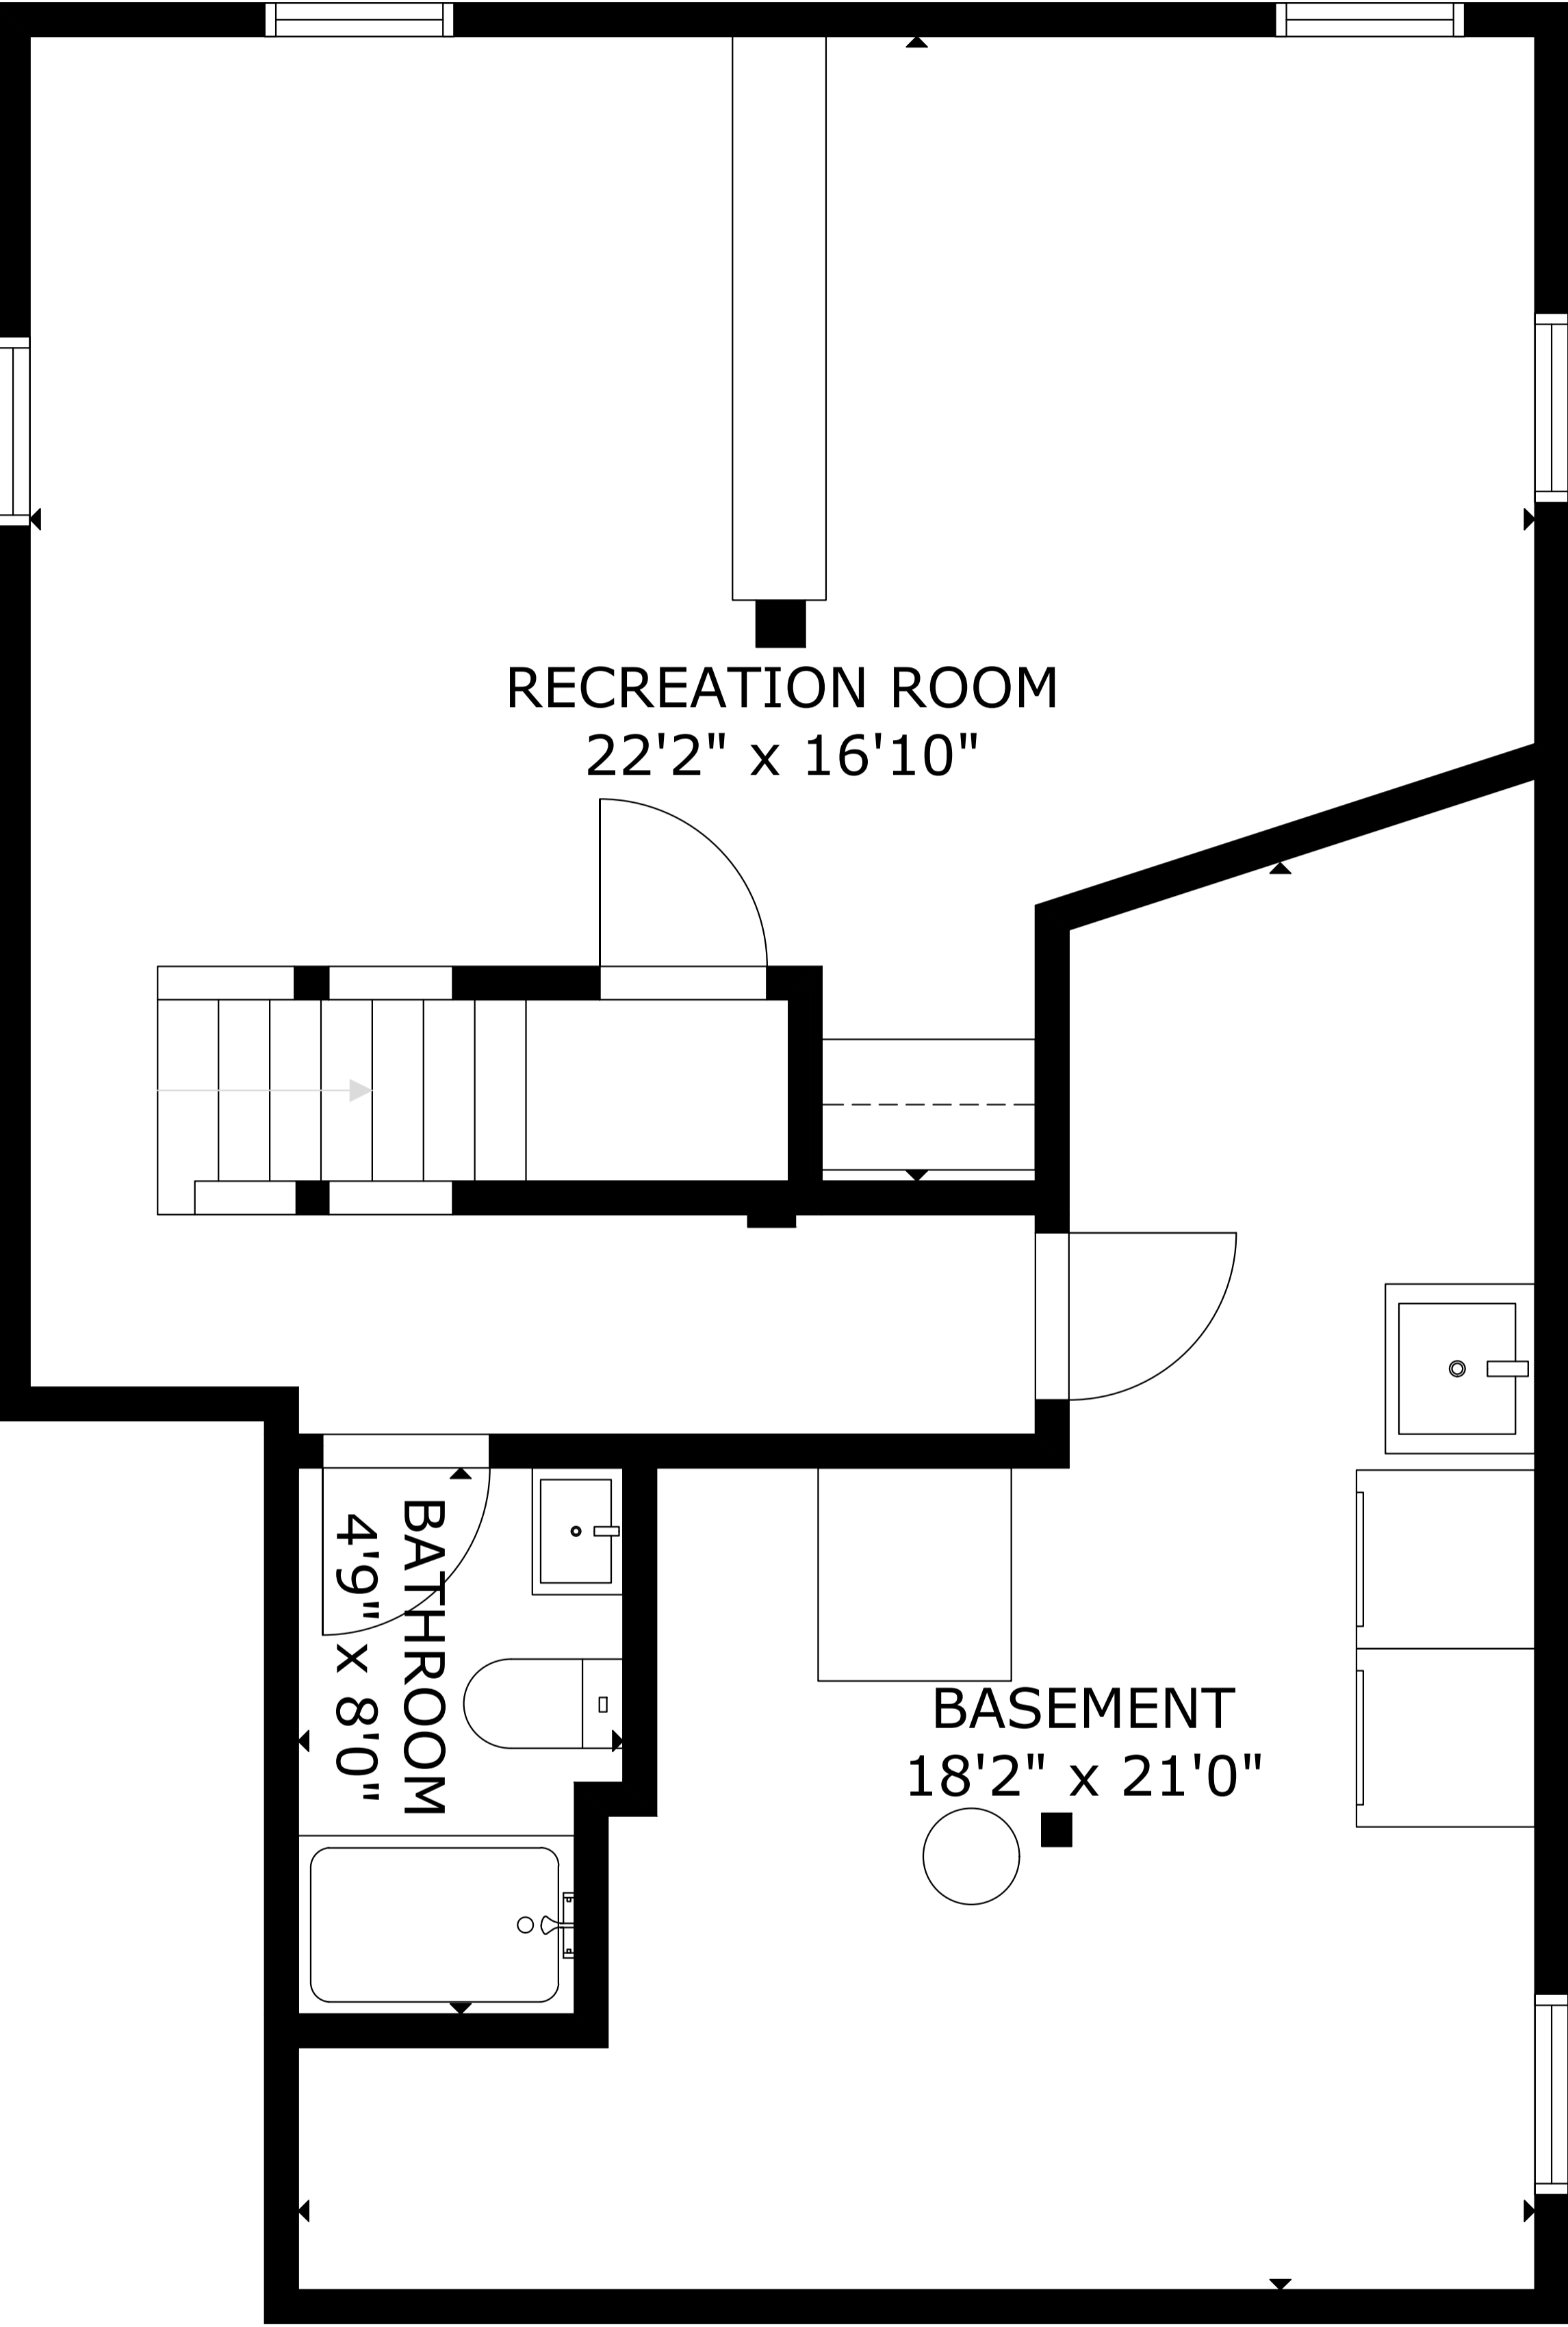 RECREATION ROOM
22'2" x 16'10"
BATHROOM
4'9" x 8'0"
BASEMENT
18'2" x 21'0"